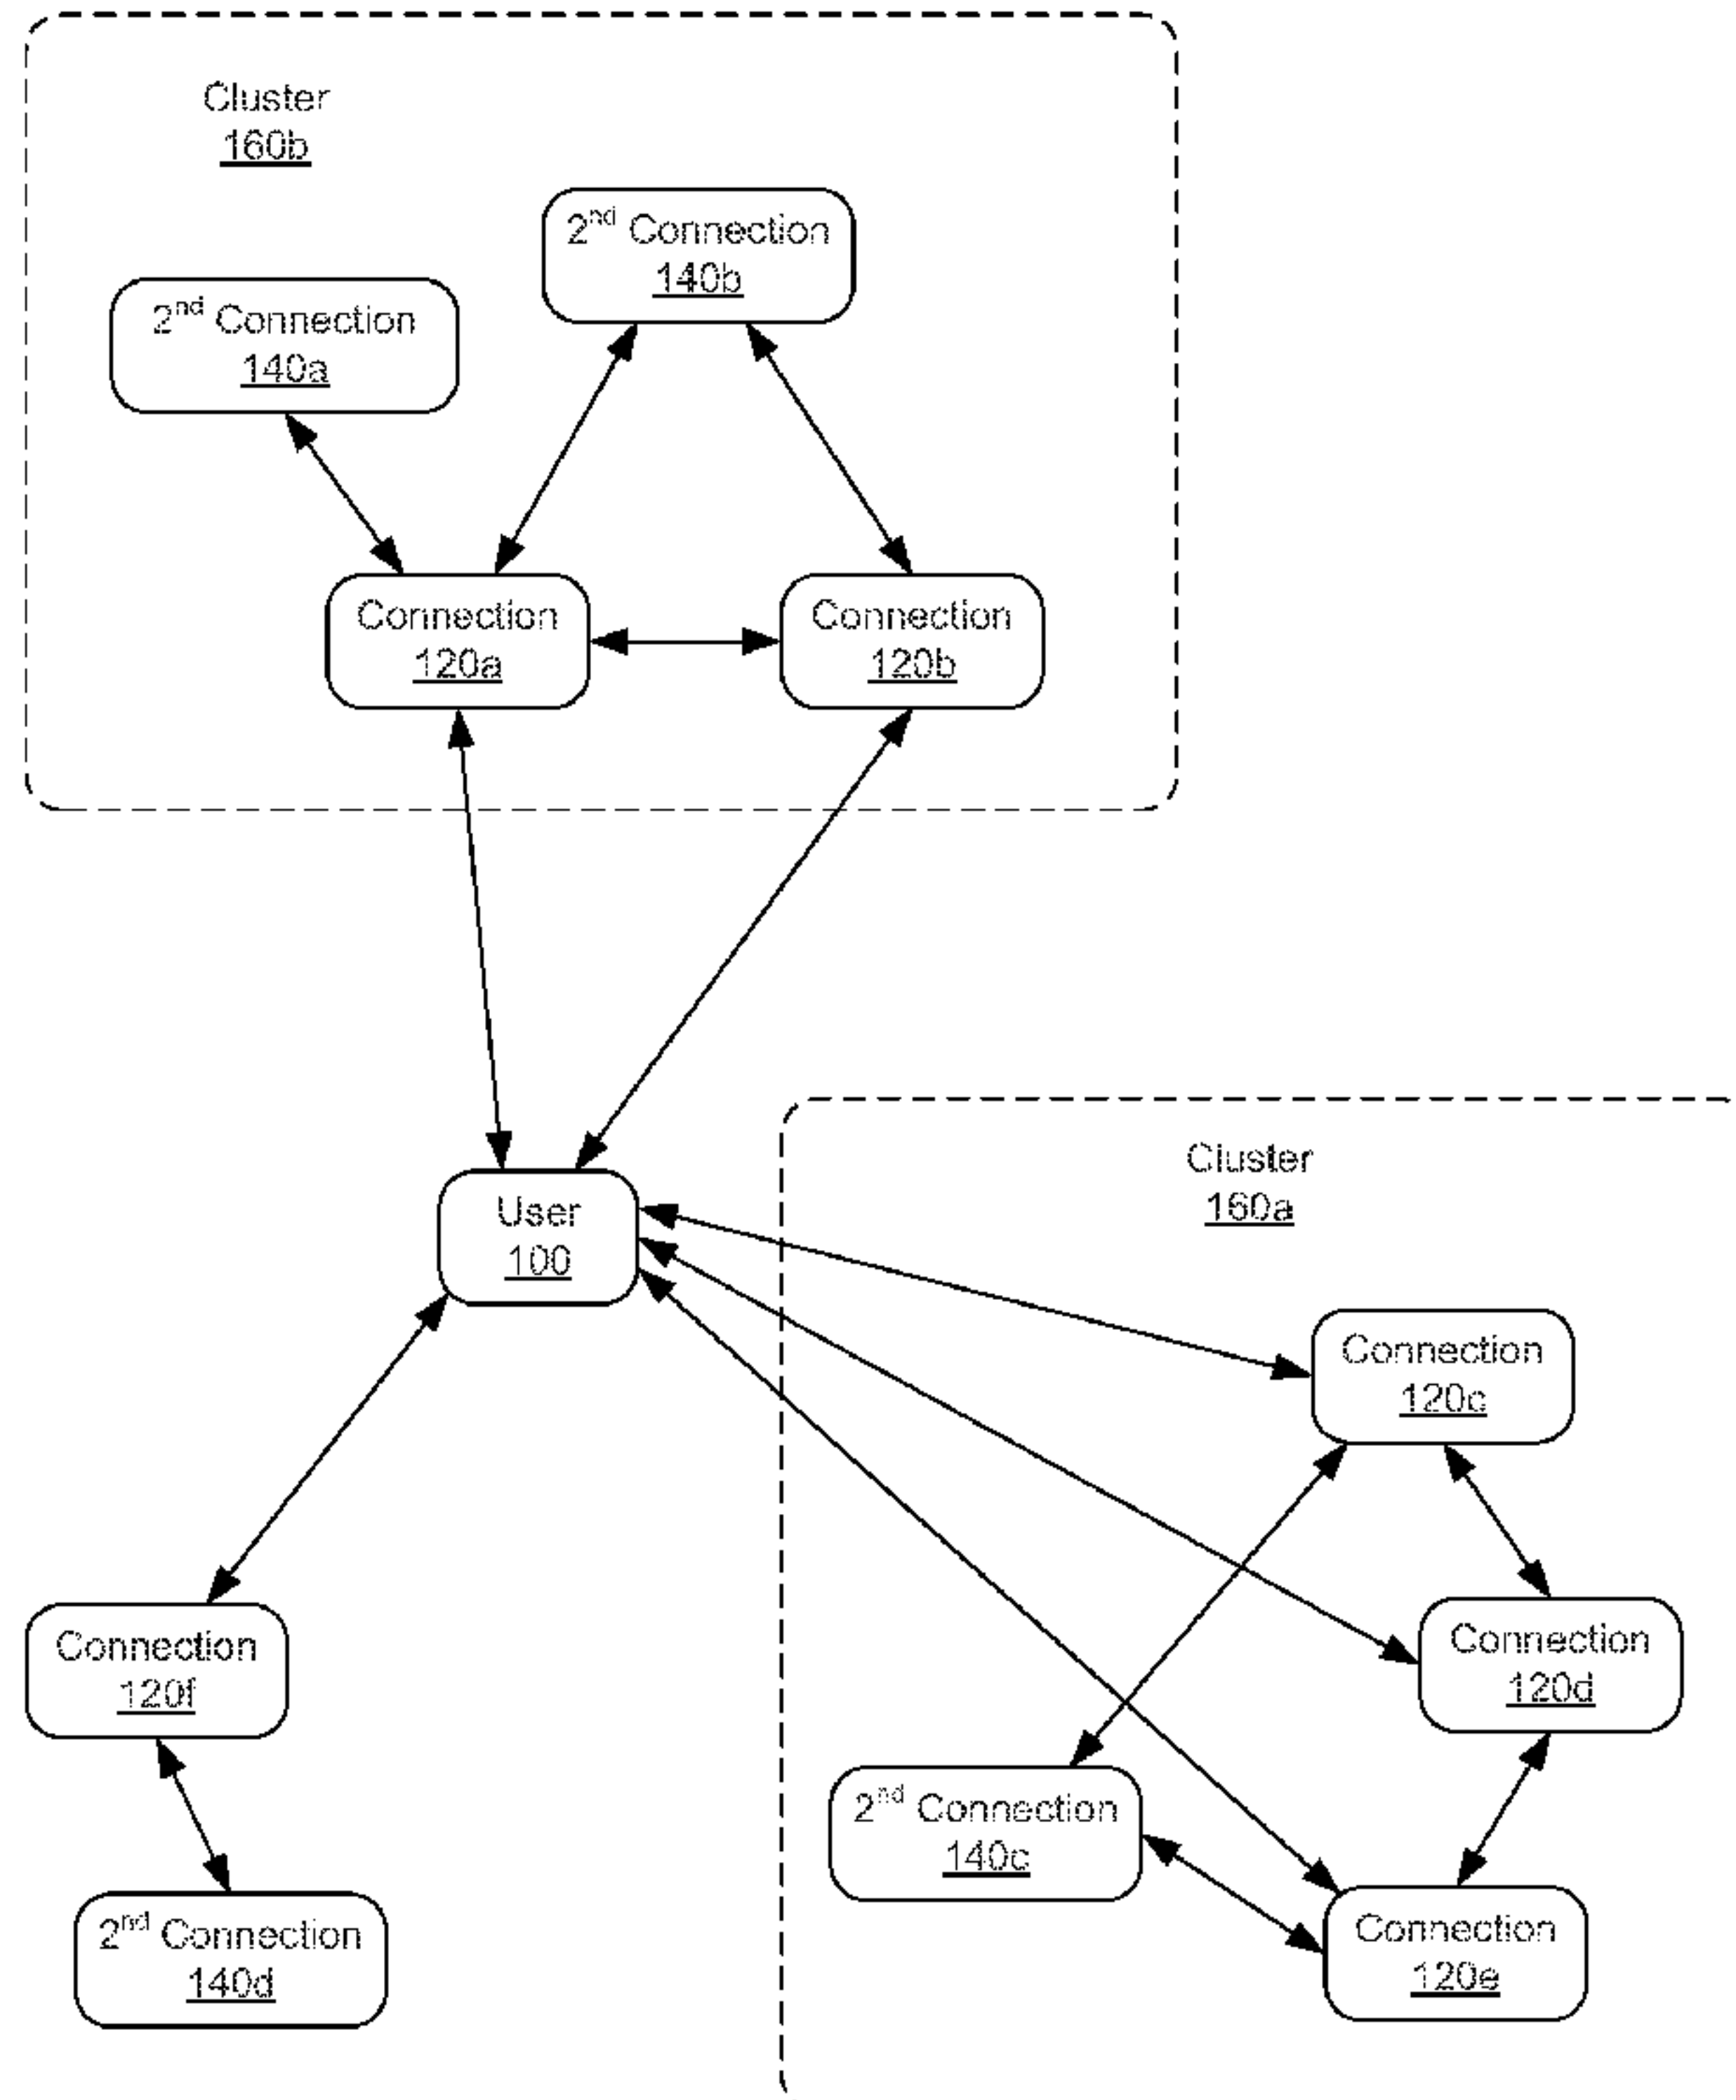 Cluster
160b
2nd Connection
140b
2nd Connection
140a
Connection
120a
Connection
120b
Cluster
160a
User
100
Connection
120c
Connection
120f
Connection
120d
2nd Connection
140c
2nd Connection
140d
Connection
120e